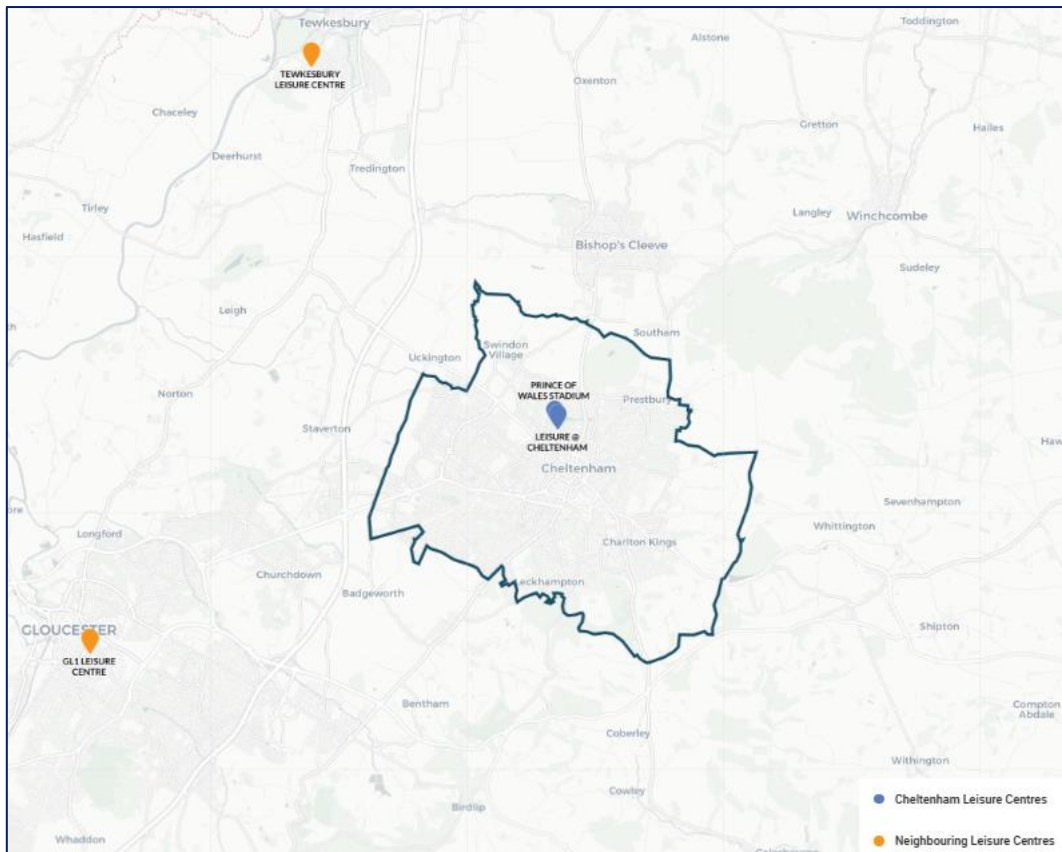 Tewkesbury
Toddington
Alstone
TEWKESBURY
LEISURE CENTRE
Oxenton
Chaceley
Gretton
Hailes
Deerhurst
Tredington
Tirley
Langley
Winchcombe
Hasfield
Bishop's Cleeve
Sudeley
Leigh
Southam
Swindon
Village
Uckington
PRINCE OF
WALES STADIUM
Norton
Prestbury
Staverton
LEISURE @
CHELTENHAM
Haw
Cheltenham
Sevenhampton
Whittington
Longford
Charlton Kings
Churchdown
Leckhampton
Badgeworth
GLOUCESTER
Shipton
GL1 LEISURE
CENTRE
Bentham
Compton
Abdale
Coberley
Withington
Cowley
Birdlip
Cheltenham Leisure Centres
Whaddon
Neighbouring Leisure Centres